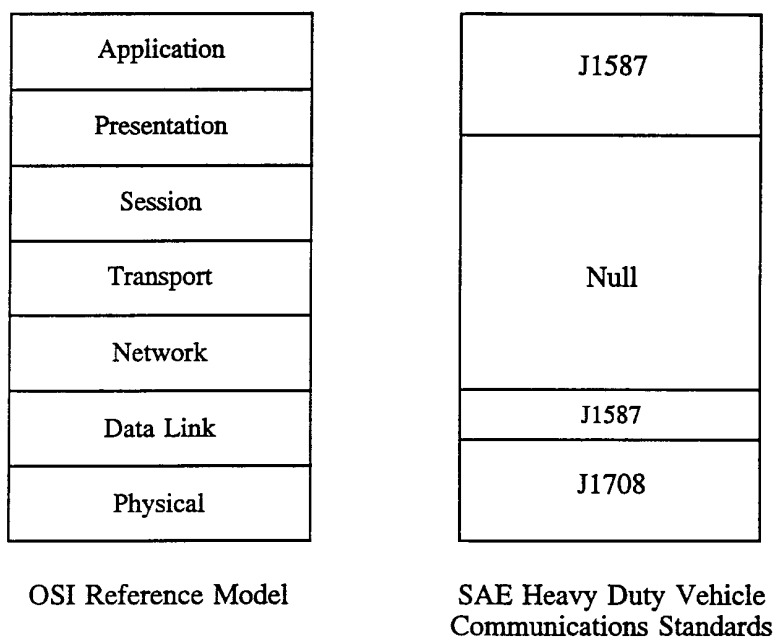 Application
Presentation
Session
Transport
Network
Data Link
Physical
OSI Reference Model
J1587
Null
J1587
J1708
SAE Heavy Duty Vehicle
Communications Standards